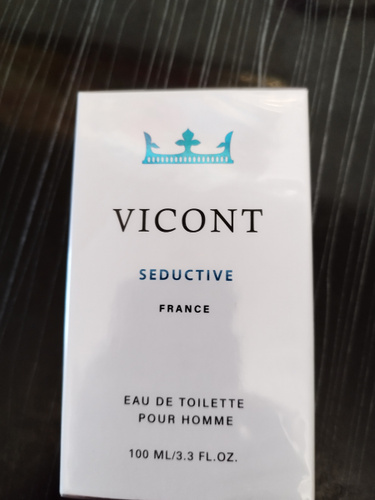 VICONT
SEDUCTIVE
FRANCE
EAU DE TOILETTE
POUR HOMME
100 ML/3.3 FL.OZ.